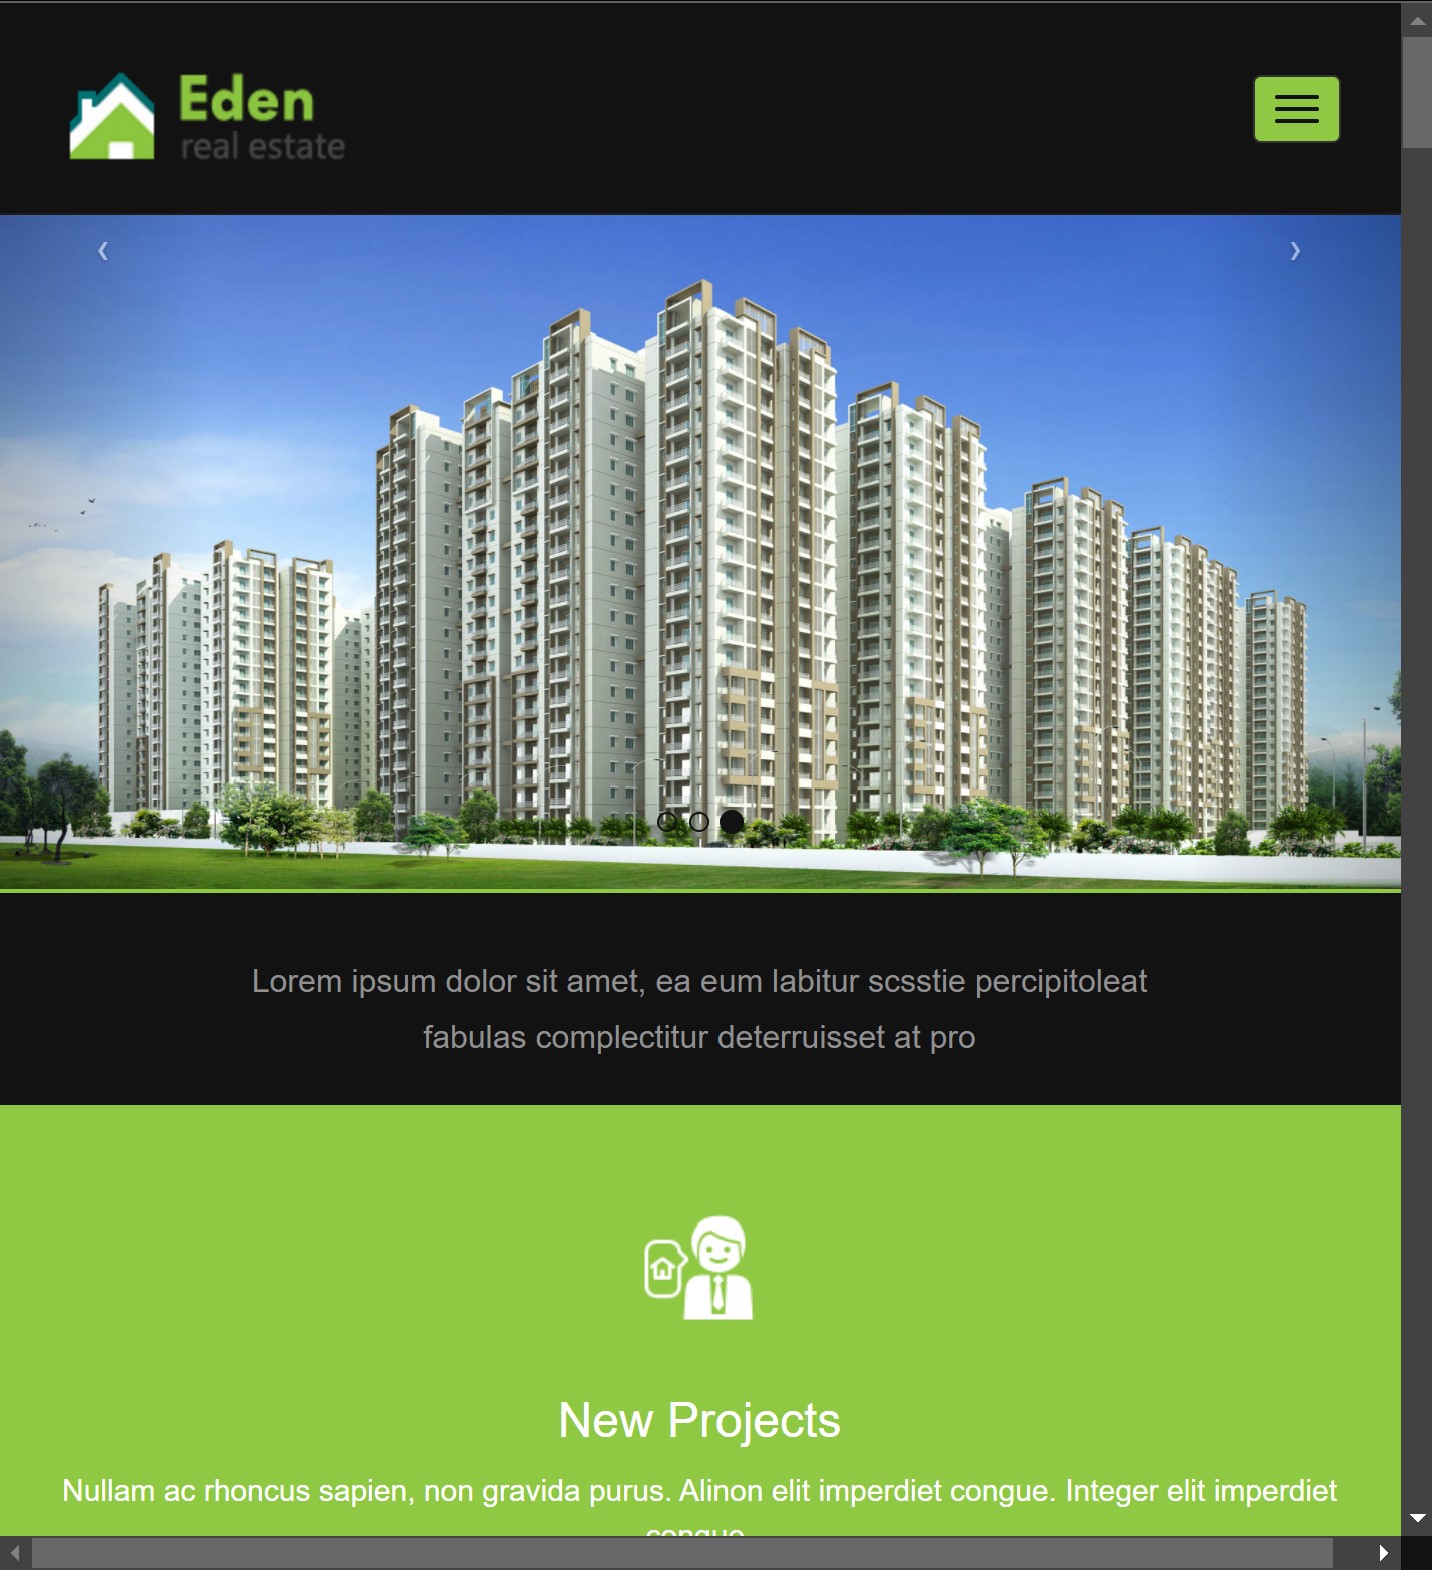 Eden
real estate
Lorem ipsum dolor sit amet, ea eum labitur scsstie percipitoleat
fabulas complectitur deterruisset at pro
New Projects
Nullam ac rhoncus sapien, non gravida purus. Alinon elit imperdiet congue. Integer elit imperdiet
congue